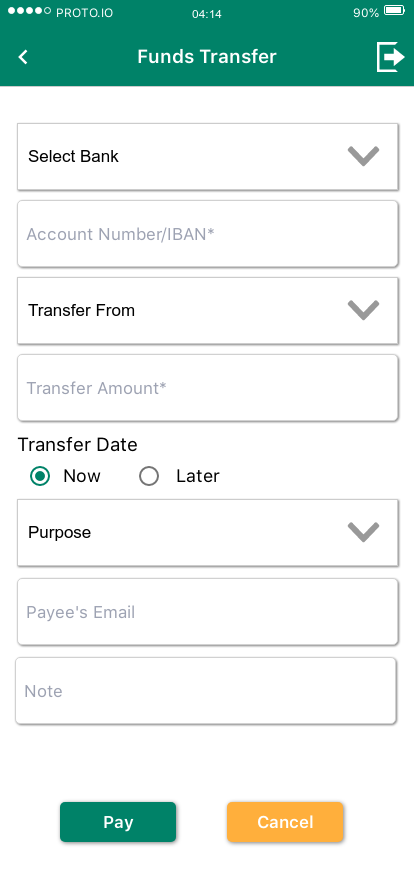 PROTO.IO 04:14 90%
Funds Transfer
Select Bank
Account Number/IBAN*
Transfer From
Transfer Amount*
Transfer Date
Now Later
Purpose
Payee's Email
Note
Pay Cancel